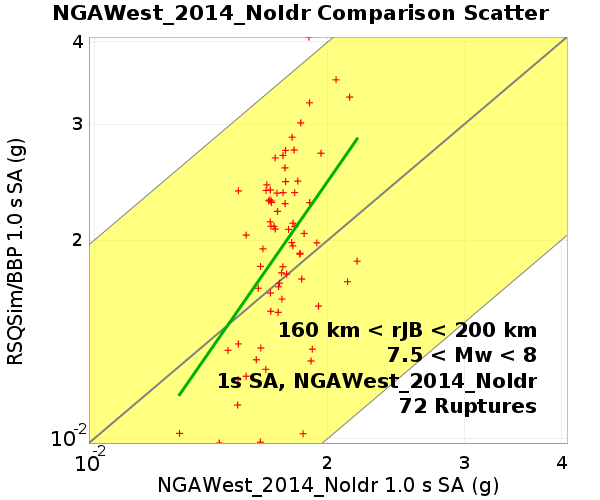 NGAWest_2014_NoIdr Comparison Scatter
RSQSim/BBP 1.0 s SA (g)
4
3
2
10⁻²
160 km < rJB < 200 km
7.5 < Mw < 8
1s SA, NGAWest_2014_NoIdr
72 Ruptures
10⁻² 2 3 4
NGAWest_2014_NoIdr 1.0 s SA (g)